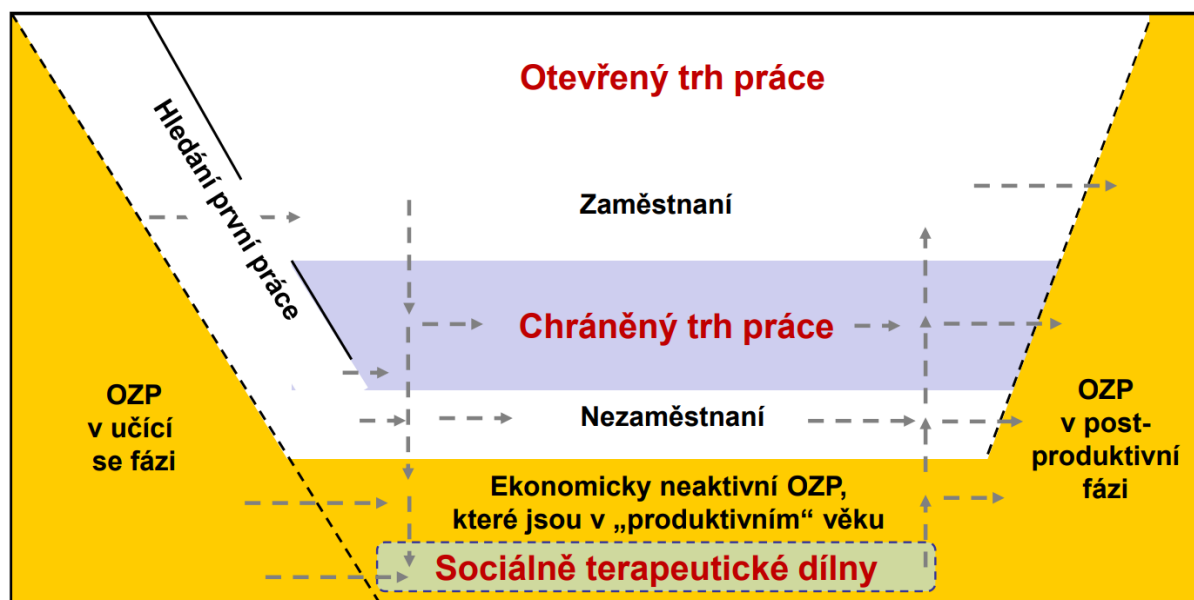 Otevřený trh práce
Hledání první práce
Zaměstnaní
Chráněný trh práce
OZP
v učící
se fázi
Nezaměstnaní
OZP
v post-
produktivní
fázi
Ekonomicky neaktivní OZP,
které jsou v „produktivním“ věku
Sociálně terapeutické dílny